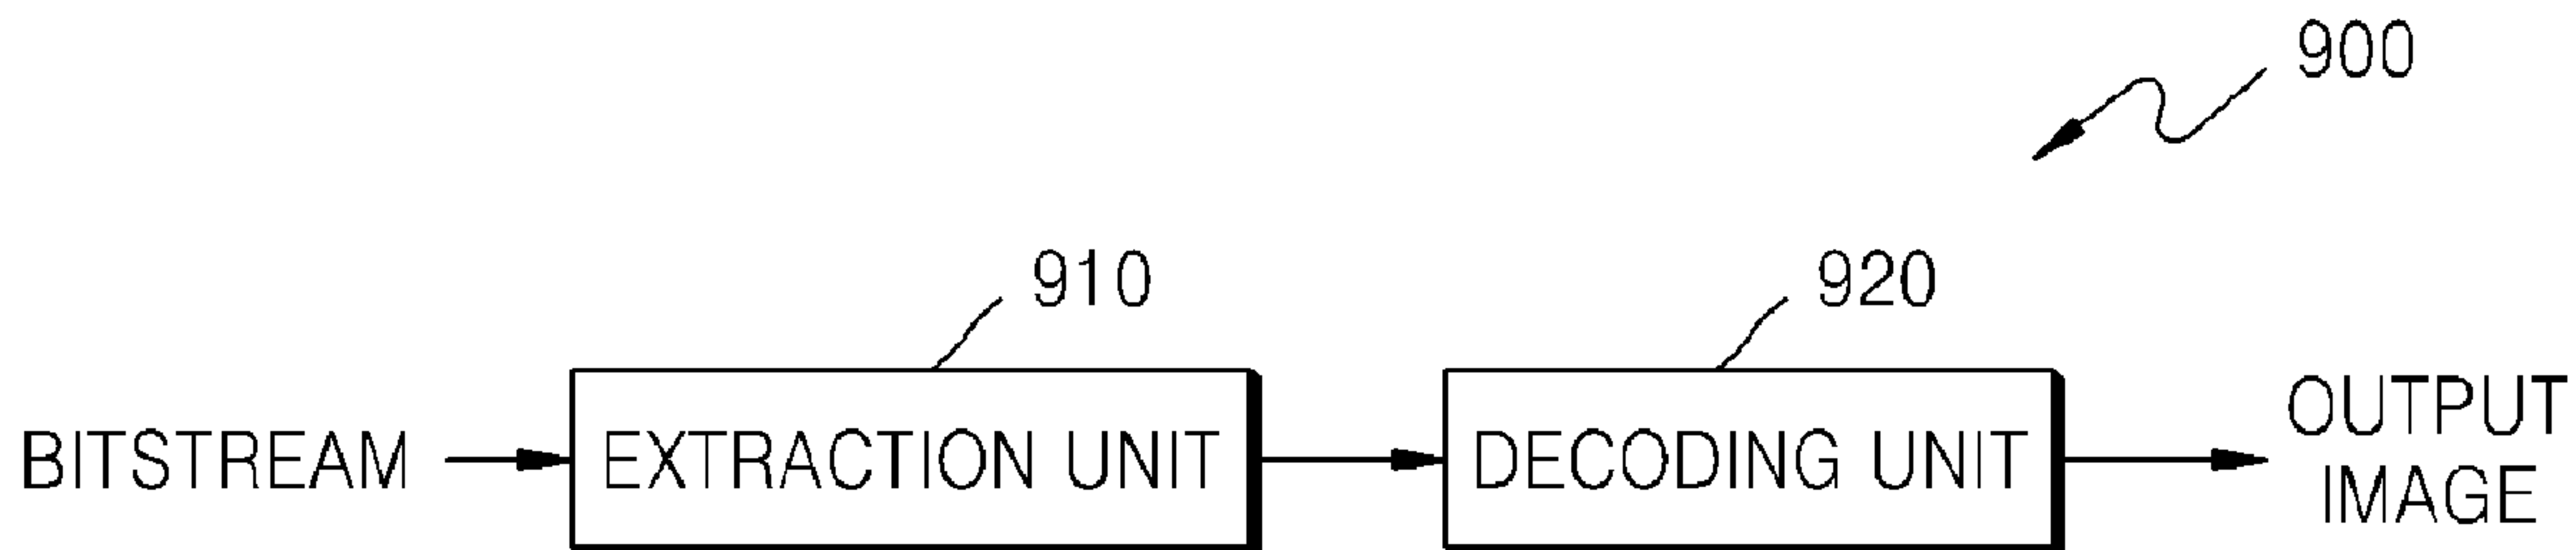 900
910
920
BITSTREAM
EXTRACTION UNIT
DECODING UNIT
OUTPUT
IMAGE